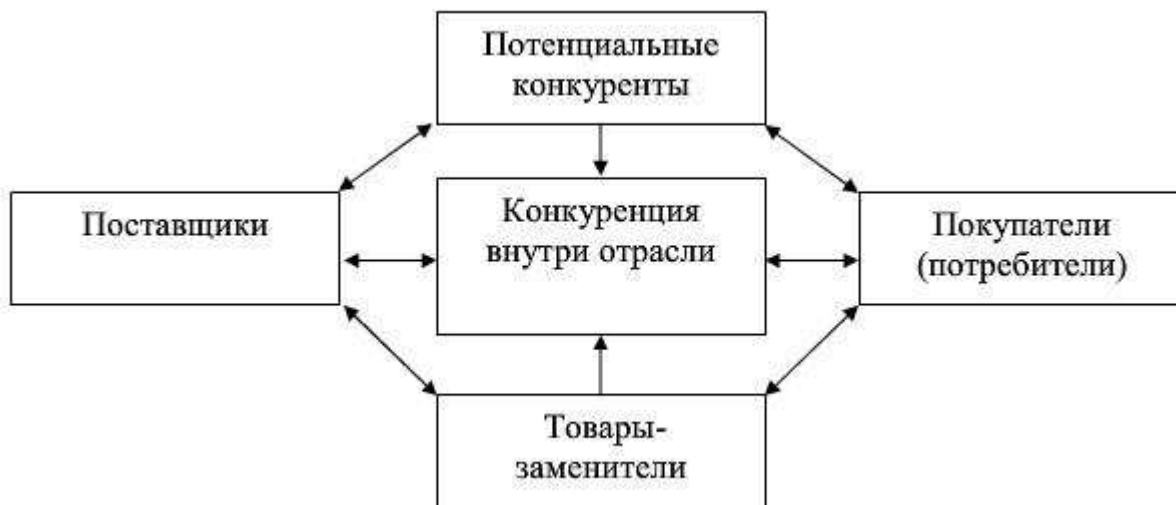 Потенциальные
конкуренты
Поставщики
Конкуренция
внутри отрасли
Покупатели
(потребители)
Товары-
заменители